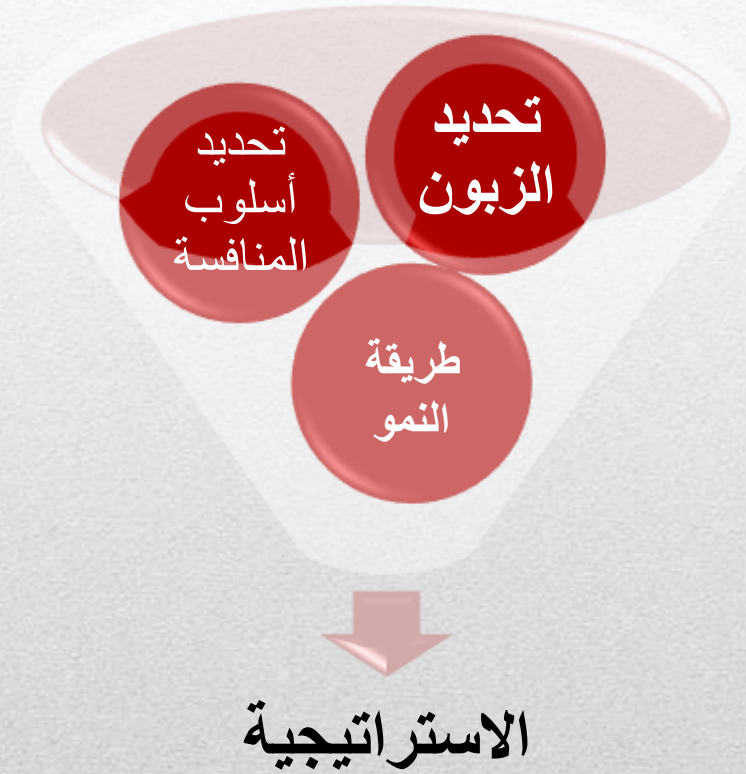 تحديد
الزبون
تحديد
أسلوب
المنافسة
طريقة
النمو
الاستراتيجية